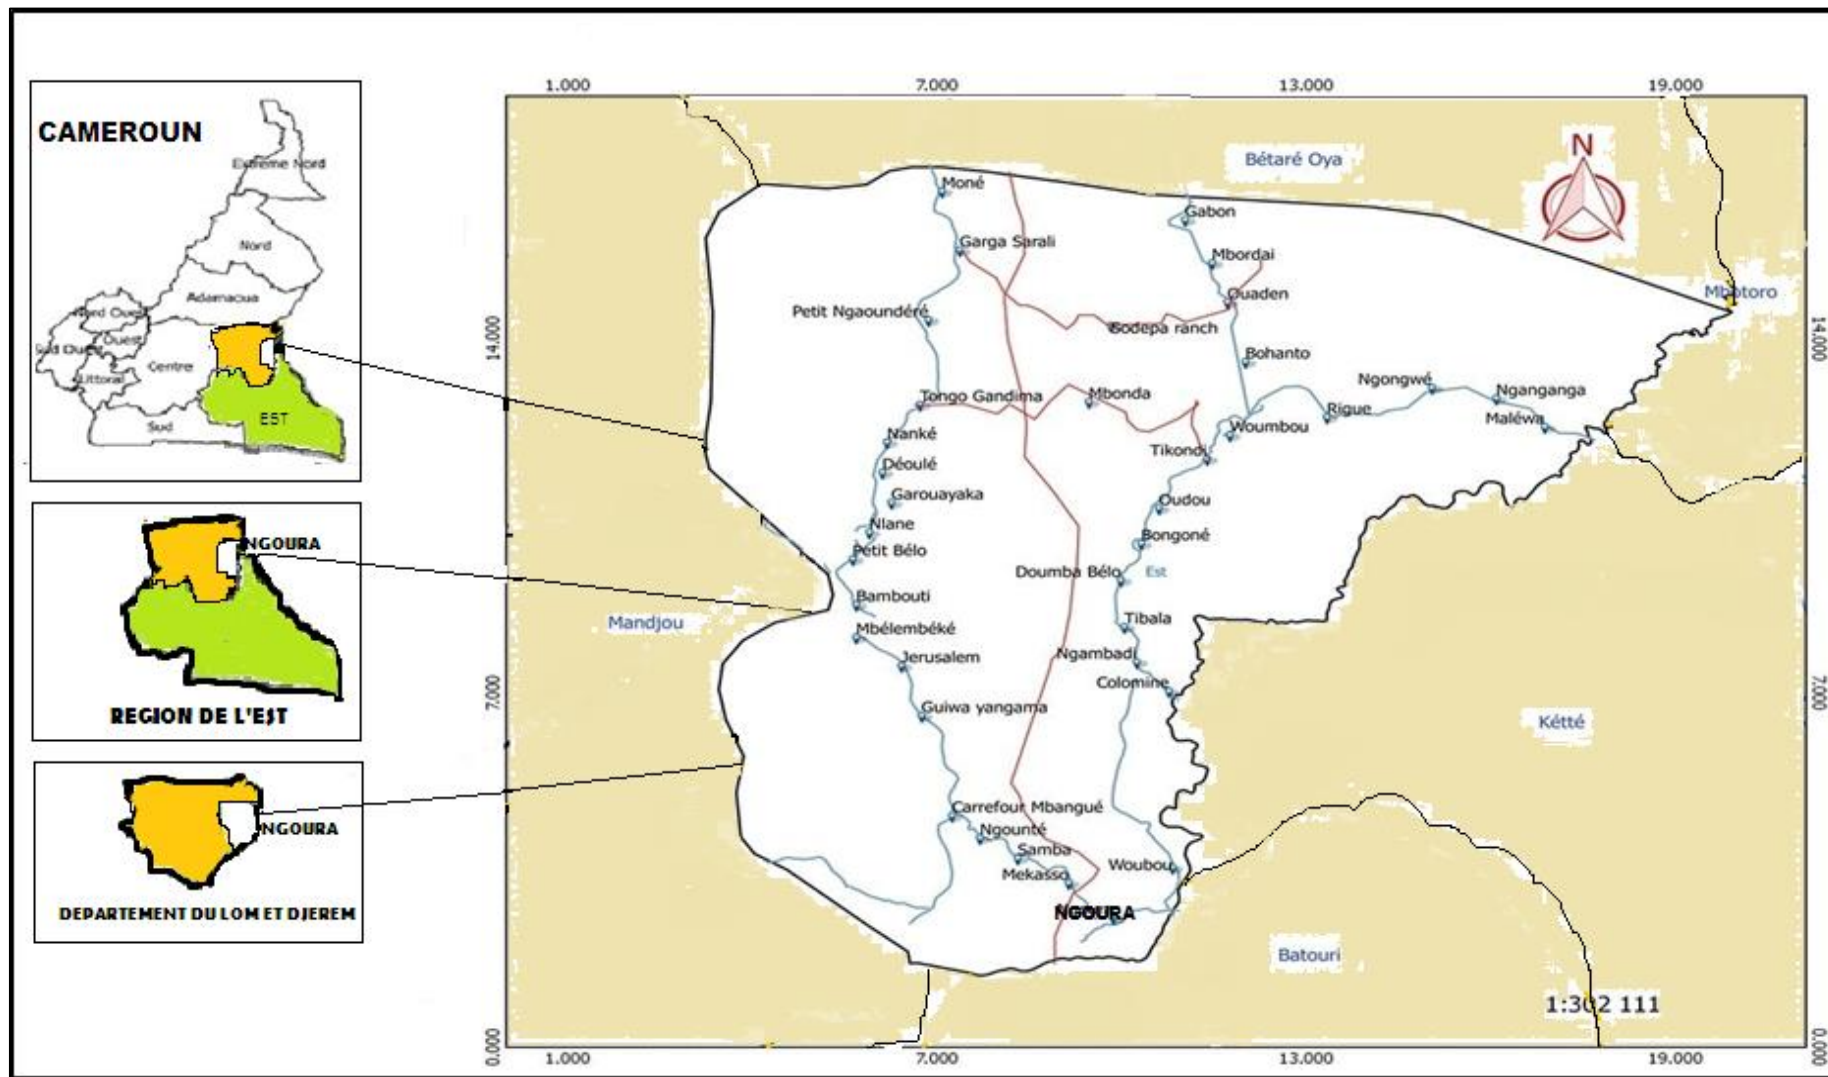 CAMEROUN
Extreme Nord
Nord
Adamacua
Nord Ouest
Ouest
Sud Ouest
Littoral
Centre
EST
Sud
NGOURA
REGION DE L'EST
NGOURA
DEPARTEMENT DU LOM ET DJEREM
1.000 7.000 13.000 19.000
Bétaré Oya
N
Moné
Gabon
Garga Sarali
Mbordai
Ouaden
Mbotoro
Petit Ngaoundéré
Sodepa ranch
14.000
14.000
Bohanto
Ngongwé
Nganganga
Tongo Gandima
Mbonda
Rigue
Maléwa
Nanké
Woumbou
Tikondi
Déoulé
Garouayaka
Oudou
Nlane
Bongoné
Petit Bélo
Doumba Bélo
Est
Bambouti
Mandjou
Tibala
Mbélembéké
Jerusalem
Ngambadi
Colomine
7.000
7.000
Guiwa yangama
Kétté
Carrefour Mbangué
Ngounté
Samba
Mekasso
Woubou
NGOURA
Batouri
1:302 111
0.000
0.000
1.000 7.000 13.000 19.000